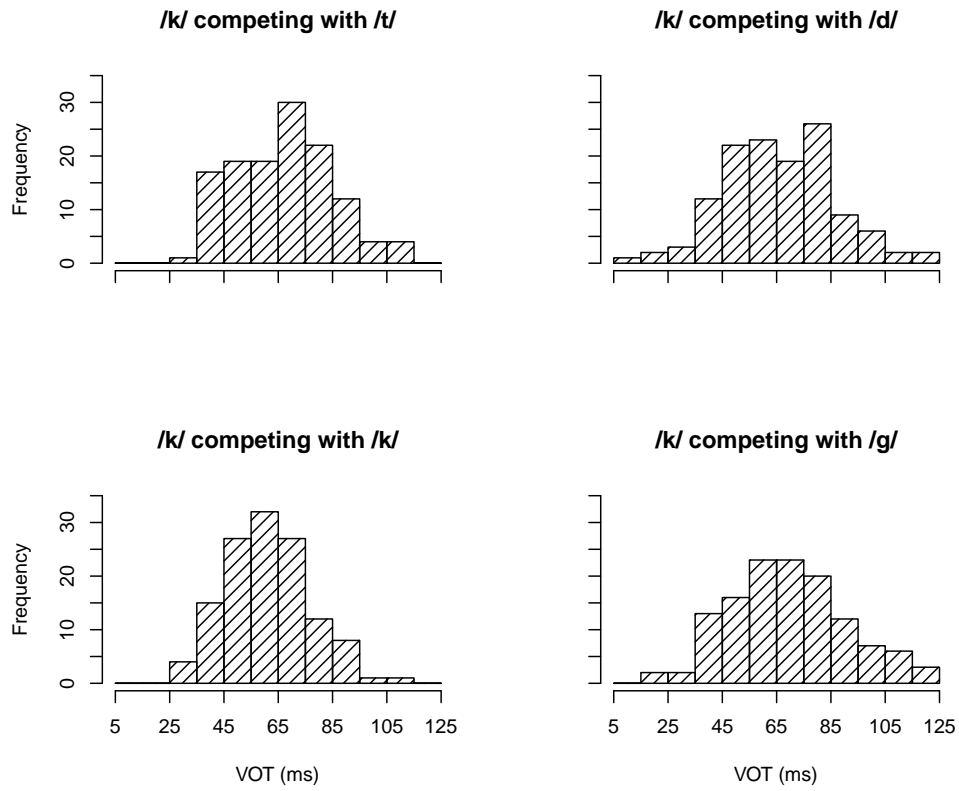 /k/ competing with /t/
/k/ competing with /d/
Frequency
30
20
10
0
/k/ competing with /k/
/k/ competing with /g/
Frequency
30
20
10
0
5 25 45 65 85 105 125
5 25 45 65 85 105 125
VOT (ms)
VOT (ms)